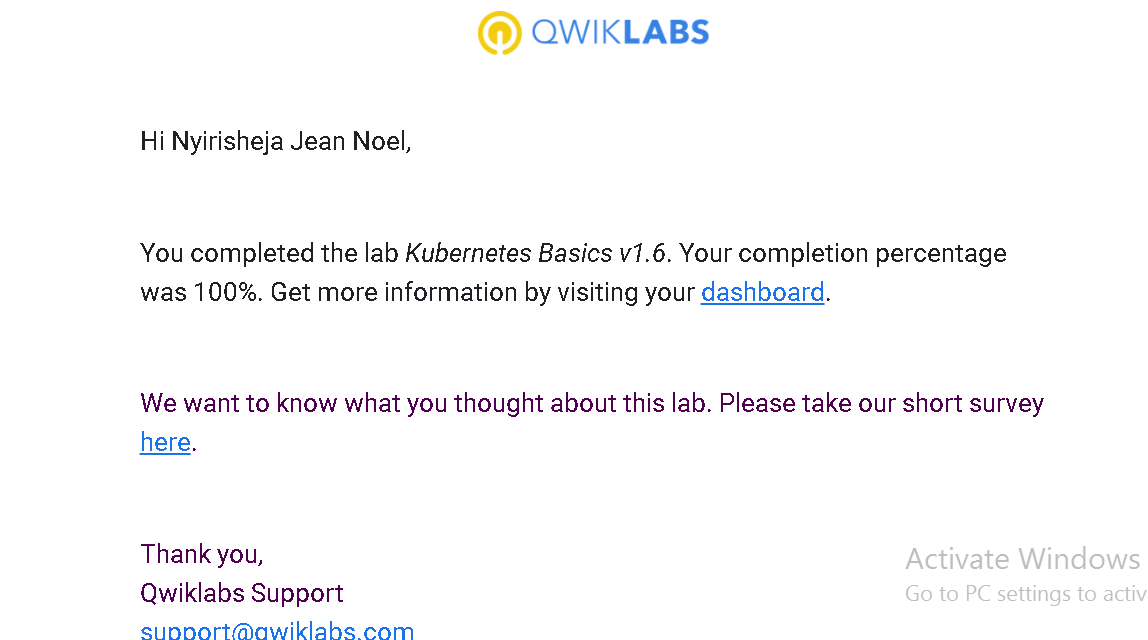 QWIKLABS
Hi Nyirisheja Jean Noel,
You completed the lab Kubernetes Basics v1.6. Your completion percentage
was 100%. Get more information by visiting your dashboard.
We want to know what you thought about this lab. Please take our short survey
here.
Thank you,
Qwiklabs Support
support@qwiklabs.com
Activate Windows
Go to PC settings to activ